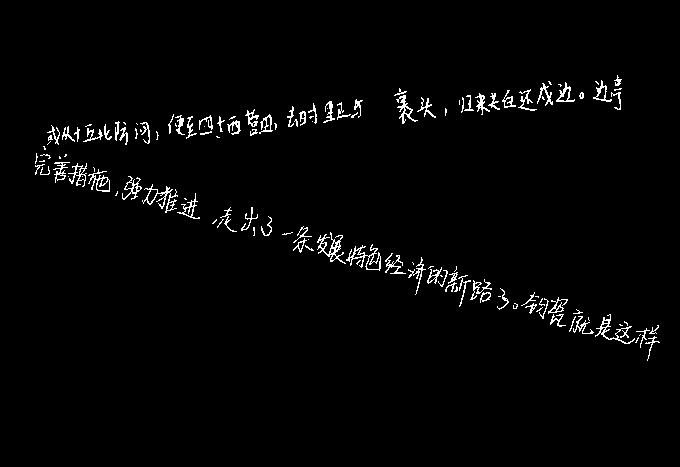 或从十五北防河，便至四十西营田，去时里正与裹头，归来头白还戍边。边亭
完善措施，强力推进，走出了一条发展特色经济的新路子。钧瓷就是这样